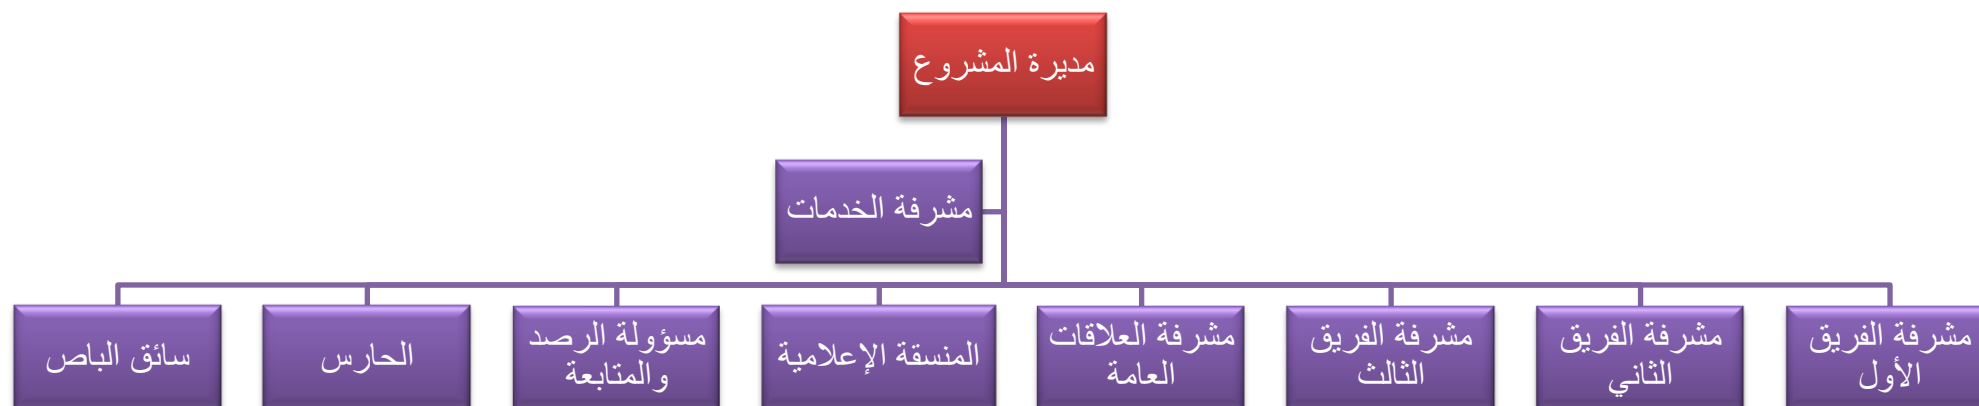 مديرة المشروع
مشرفة الخدمات
مشرفة الفريق
الأول
مشرفة الفريق
الثاني
مشرفة الفريق
الثالث
مشرفة العلاقات
العامة
المنسقة الإعلامية
مسؤولة الرصد
والمتابعة
الحارس
سائق الباص